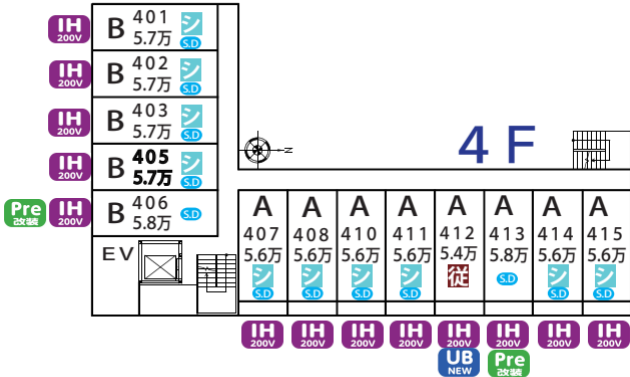 IH
200V
B
401
5.7万
シ
S.D
IH
200V
B
402
5.7万
シ
S.D
IH
200V
B
403
5.7万
シ
S.D
IH
200V
B
405
5.7万
シ
S.D
Pre
改装
IH
200V
B
406
5.8万
S.D
EV
N
4F
A
407
5.6万
シ
S.D
IH
200V
A
408
5.6万
シ
S.D
IH
200V
A
410
5.6万
シ
S.D
IH
200V
A
411
5.6万
シ
S.D
IH
200V
A
412
5.4万
従
IH
200V
UB
NEW
A
413
5.8万
S.D
IH
200V
Pre
改装
A
414
5.6万
シ
S.D
IH
200V
A
415
5.6万
シ
S.D
IH
200V